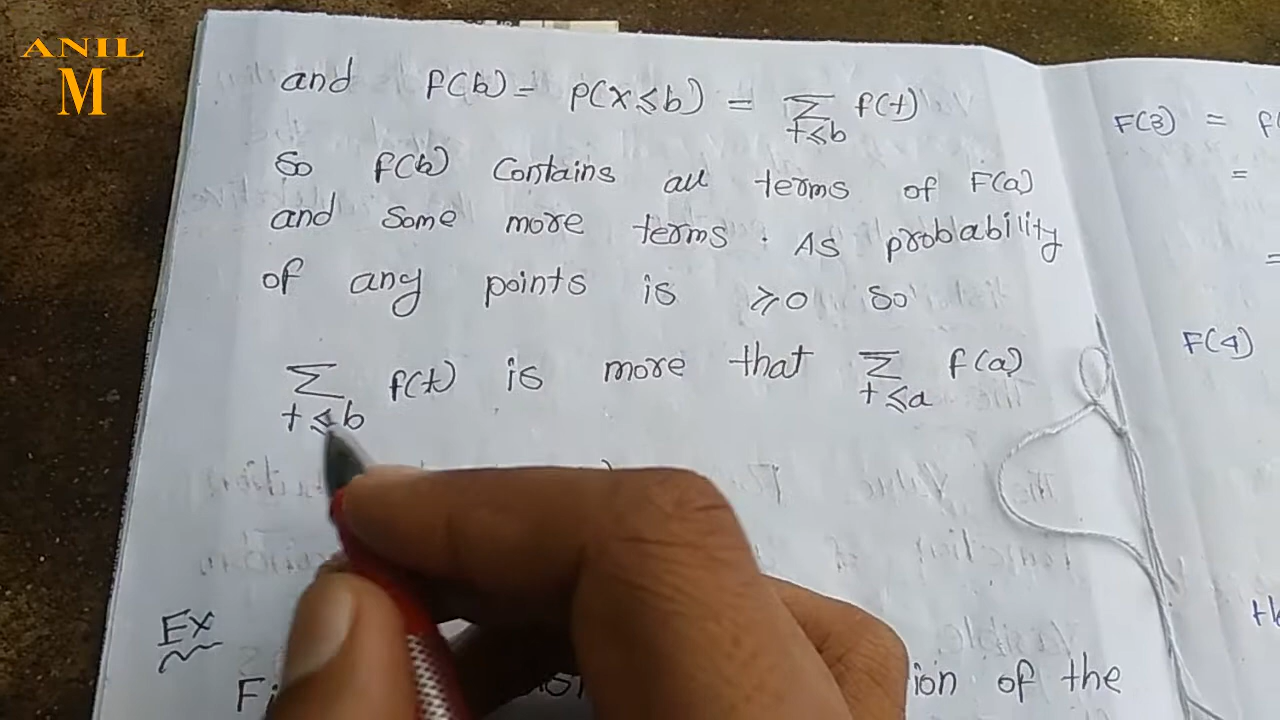 ANIL
M
and F(b) = P(X≤b) = Σ f(t)
t≤b
So F(b) Contains all terms of F(a)
and Some more terms. As probability
of any points is ≥0 so
Σ f(t) is more that Σ f(a)
t≤b t≤a
Ex
ion of the
F(3) =
=
=
F(4)